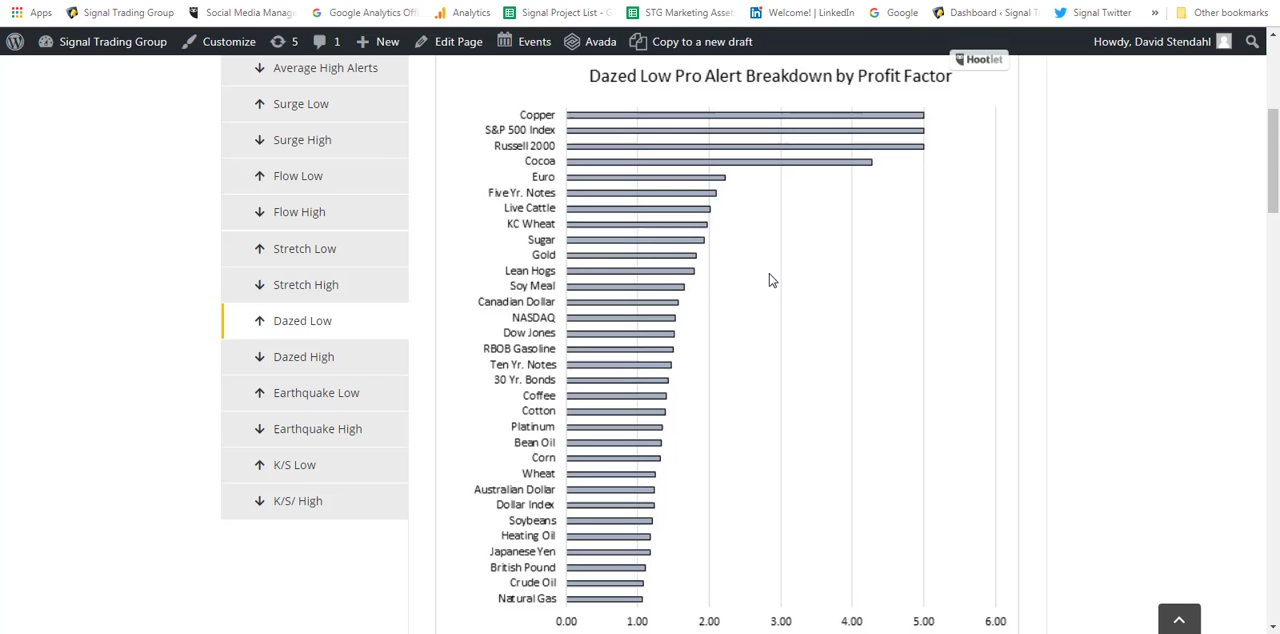 Apps Signal Trading Group Social Media Manage Google Analytics Offi Analytics Signal Project List - G STG Marketing Asset Welcome! | LinkedIn Google Dashboard ‹ Signal T Signal Twitter » Other bookmarks
Signal Trading Group Customize 5 1 New Edit Page Events Avada Copy to a new draft Howdy, David Stendahl
Hootlet
Average High Alerts
Surge Low
Surge High
Flow Low
Flow High
Stretch Low
Stretch High
Dazed Low
Dazed High
Earthquake Low
Earthquake High
K/S Low
K/S/ High
Dazed Low Pro Alert Breakdown by Profit Factor
Copper
S&P 500 Index
Russell 2000
Cocoa
Euro
Five Yr. Notes
Live Cattle
KC Wheat
Sugar
Gold
Lean Hogs
Soy Meal
Canadian Dollar
NASDAQ
Dow Jones
RBOB Gasoline
Ten Yr. Notes
30 Yr. Bonds
Coffee
Cotton
Platinum
Bean Oil
Corn
Wheat
Australian Dollar
Dollar Index
Soybeans
Heating Oil
Japanese Yen
British Pound
Crude Oil
Natural Gas
0.00 1.00 2.00 3.00 4.00 5.00 6.00